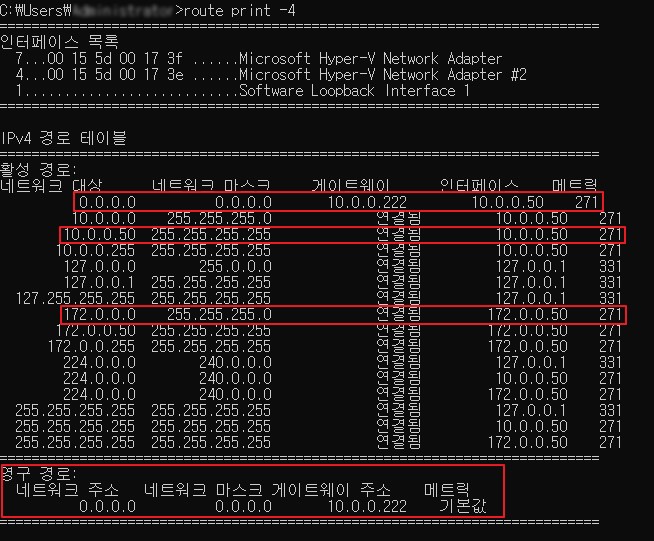 C:₩Users₩Administrator>route print -4
===========================================================================
인터페이스 목록
7...00 15 5d 00 17 3f ......Microsoft Hyper-V Network Adapter
4...00 15 5d 00 17 3e ......Microsoft Hyper-V Network Adapter #2
1...........................Software Loopback Interface 1
===========================================================================
IPv4 경로 테이블
===========================================================================
활성 경로:
네트워크 대상 네트워크 마스크 게이트웨이 인터페이스 메트릭
0.0.0.0 0.0.0.0 10.0.0.222 10.0.0.50 271
10.0.0.0 255.255.255.0 연결됨 10.0.0.50 271
10.0.0.50 255.255.255.255 연결됨 10.0.0.50 271
10.0.0.255 255.255.255.255 연결됨 10.0.0.50 271
127.0.0.0 255.0.0.0 연결됨 127.0.0.1 331
127.0.0.1 255.255.255.255 연결됨 127.0.0.1 331
127.255.255.255 255.255.255.255 연결됨 127.0.0.1 331
172.0.0.0 255.255.255.0 연결됨 172.0.0.50 271
172.0.0.50 255.255.255.255 연결됨 172.0.0.50 271
172.0.0.255 255.255.255.255 연결됨 172.0.0.50 271
224.0.0.0 240.0.0.0 연결됨 127.0.0.1 331
224.0.0.0 240.0.0.0 연결됨 10.0.0.50 271
224.0.0.0 240.0.0.0 연결됨 172.0.0.50 271
255.255.255.255 255.255.255.255 연결됨 127.0.0.1 331
255.255.255.255 255.255.255.255 연결됨 10.0.0.50 271
255.255.255.255 255.255.255.255 연결됨 172.0.0.50 271
===========================================================================
영구 경로:
네트워크 주소 네트워크 마스크 게이트웨이 주소 메트릭
0.0.0.0 0.0.0.0 10.0.0.222 기본값
===========================================================================